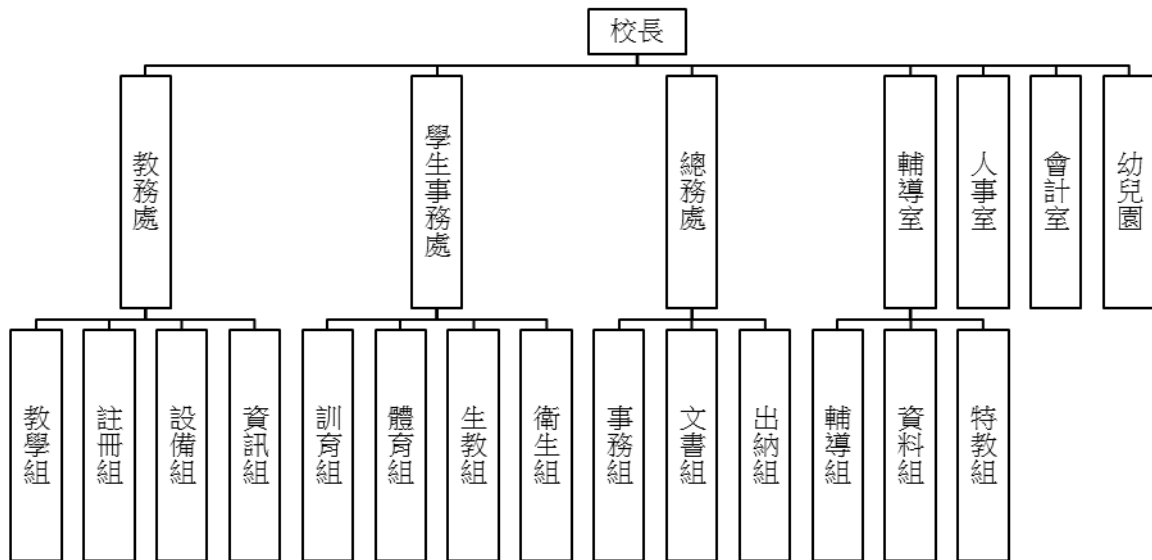 校長
教務處
學生事務處
總務處
輔導室
人事室
會計室
幼兒園
教學組
註冊組
設備組
資訊組
訓育組
體育組
生教組
衛生組
事務組
文書組
出納組
輔導組
資料組
特教組